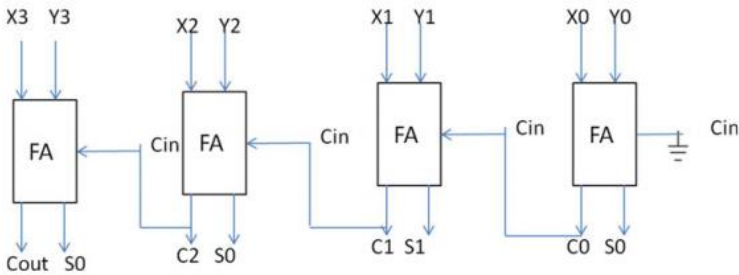 X3 Y3 X2 Y2 X1 Y1 X0 Y0
FA Cin FA Cin FA Cin FA Cin
Cout S0 C2 S0 C1 S1 C0 S0